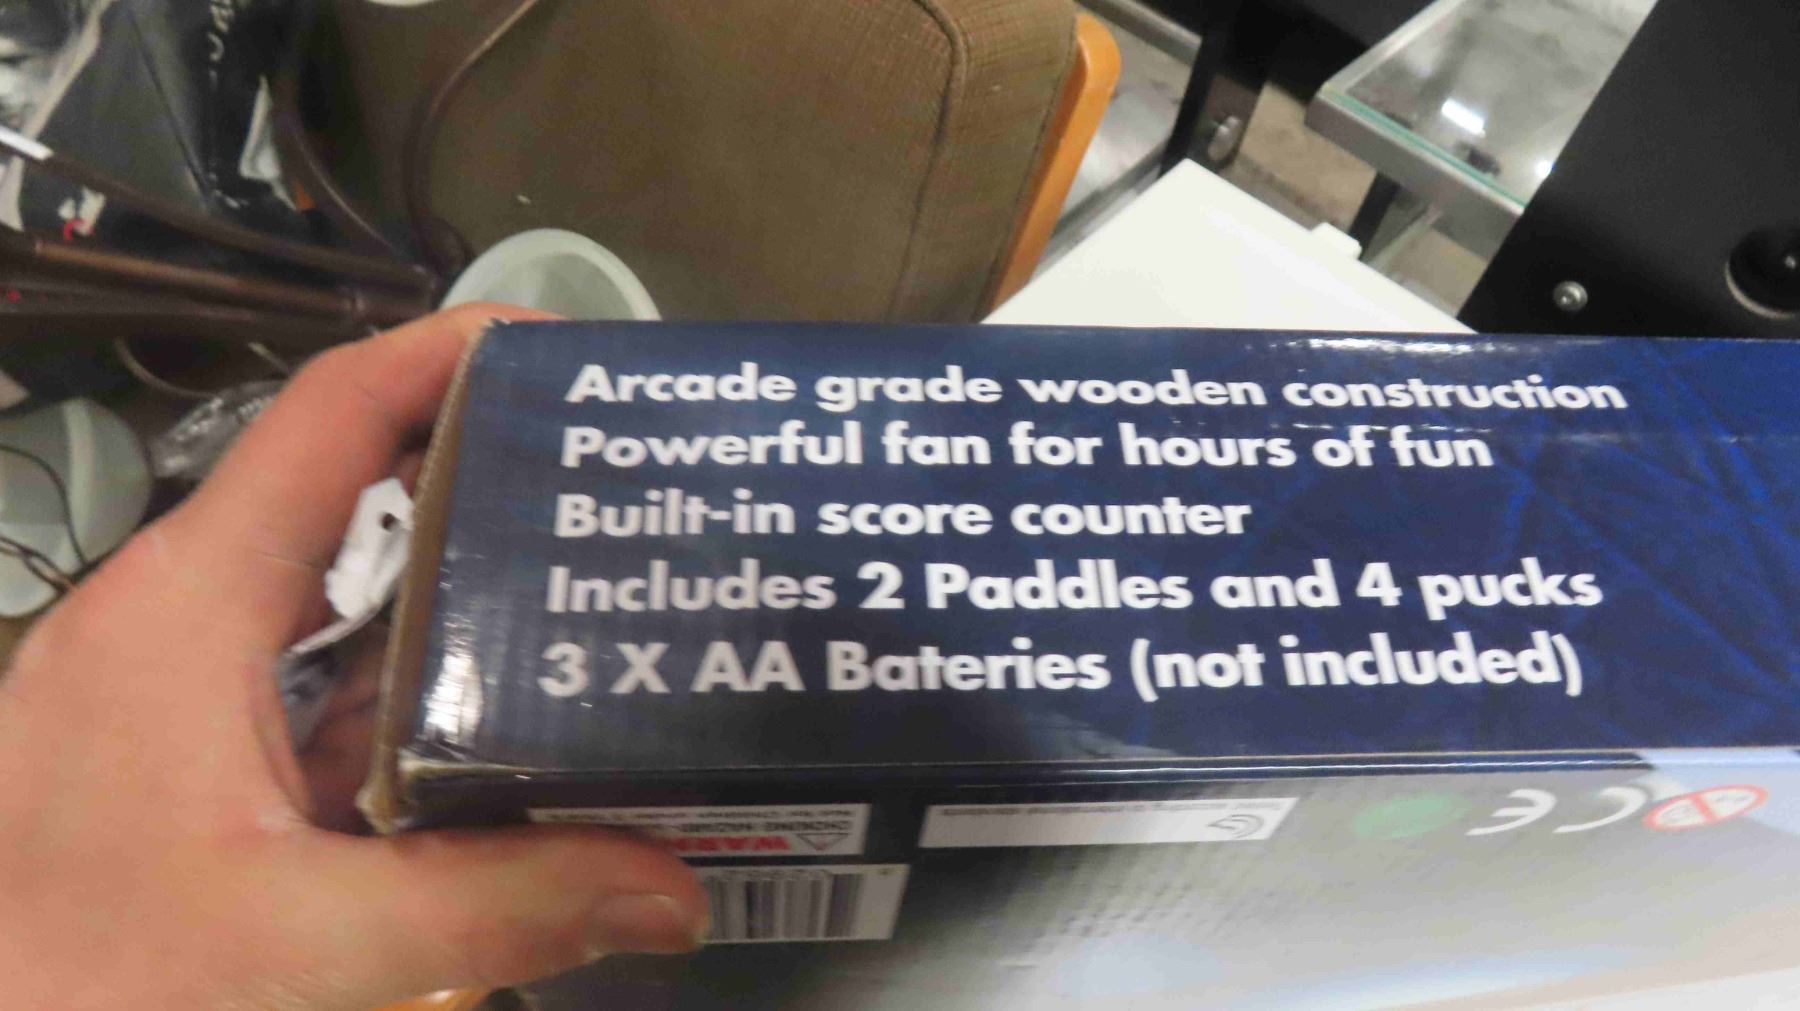 Arcade grade wooden construction
Powerful fan for hours of fun
Built-in score counter
Includes 2 Paddles and 4 pucks
3 X AA Bateries (not included)
CE